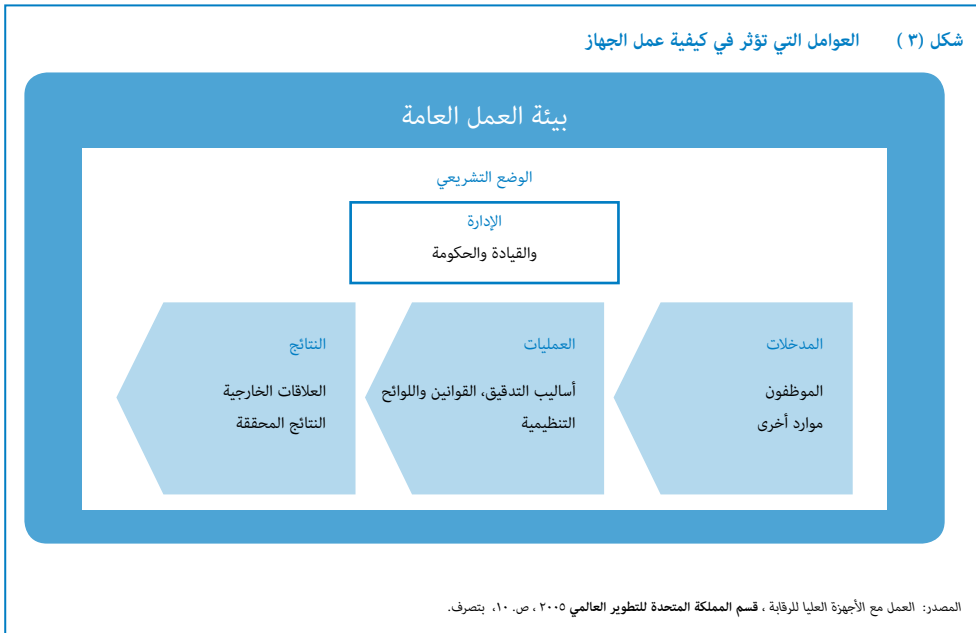 شكل (٣ ) العوامل التي تؤثر في كيفية عمل الجهاز
بيئة العمل العامة
الوضع التشريعي
الإدارة
والقيادة والحكومة
المدخلات
الموظفون
موارد أخرى
العمليات
أساليب التدقيق، القوانين واللوائح
التنظيمية
النتائج
العلاقات الخارجية
النتائج المحققة
المصدر: العمل مع الأجهزة العليا للرقابة ، قسم المملكة المتحدة للتطوير العالمي ٢٠٠٥ ، ص. ١٠، بتصرف.